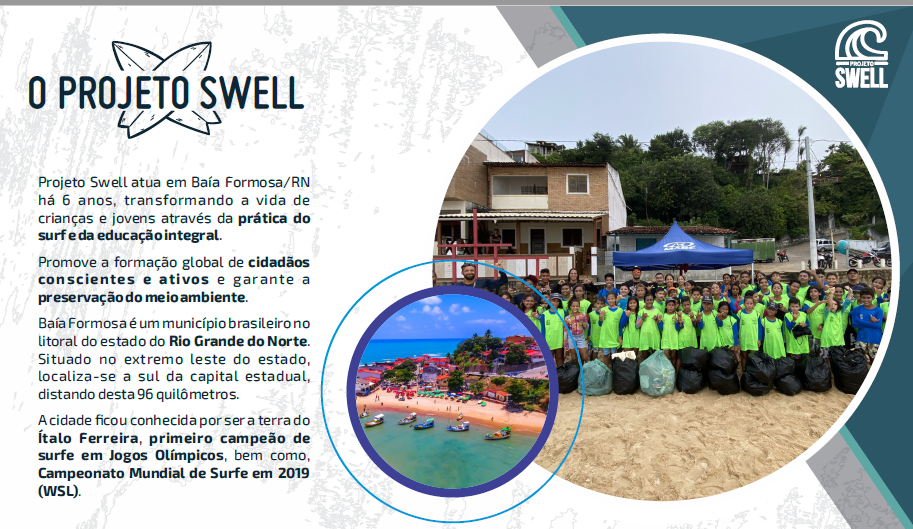 O PROJETO SWELL
Projeto Swell atua em Baía Formosa/RN
há 6 anos, transformando a vida de
crianças e jovens através da prática do
surf e da educação integral.
Promove a formação global de cidadãos
conscientes e ativos e garante a
preservação do meio ambiente.
Baía Formosa é um município brasileiro no
litoral do estado do Rio Grande do Norte.
Situado no extremo leste do estado,
localiza-se a sul da capital estadual,
distando desta 96 quilômetros.
A cidade ficou conhecida por ser a terra do
Ítalo Ferreira, primeiro campeão de
surfe em Jogos Olímpicos, bem como,
Campeonato Mundial de Surfe em 2019
(WSL).
PROJETO
SWELL